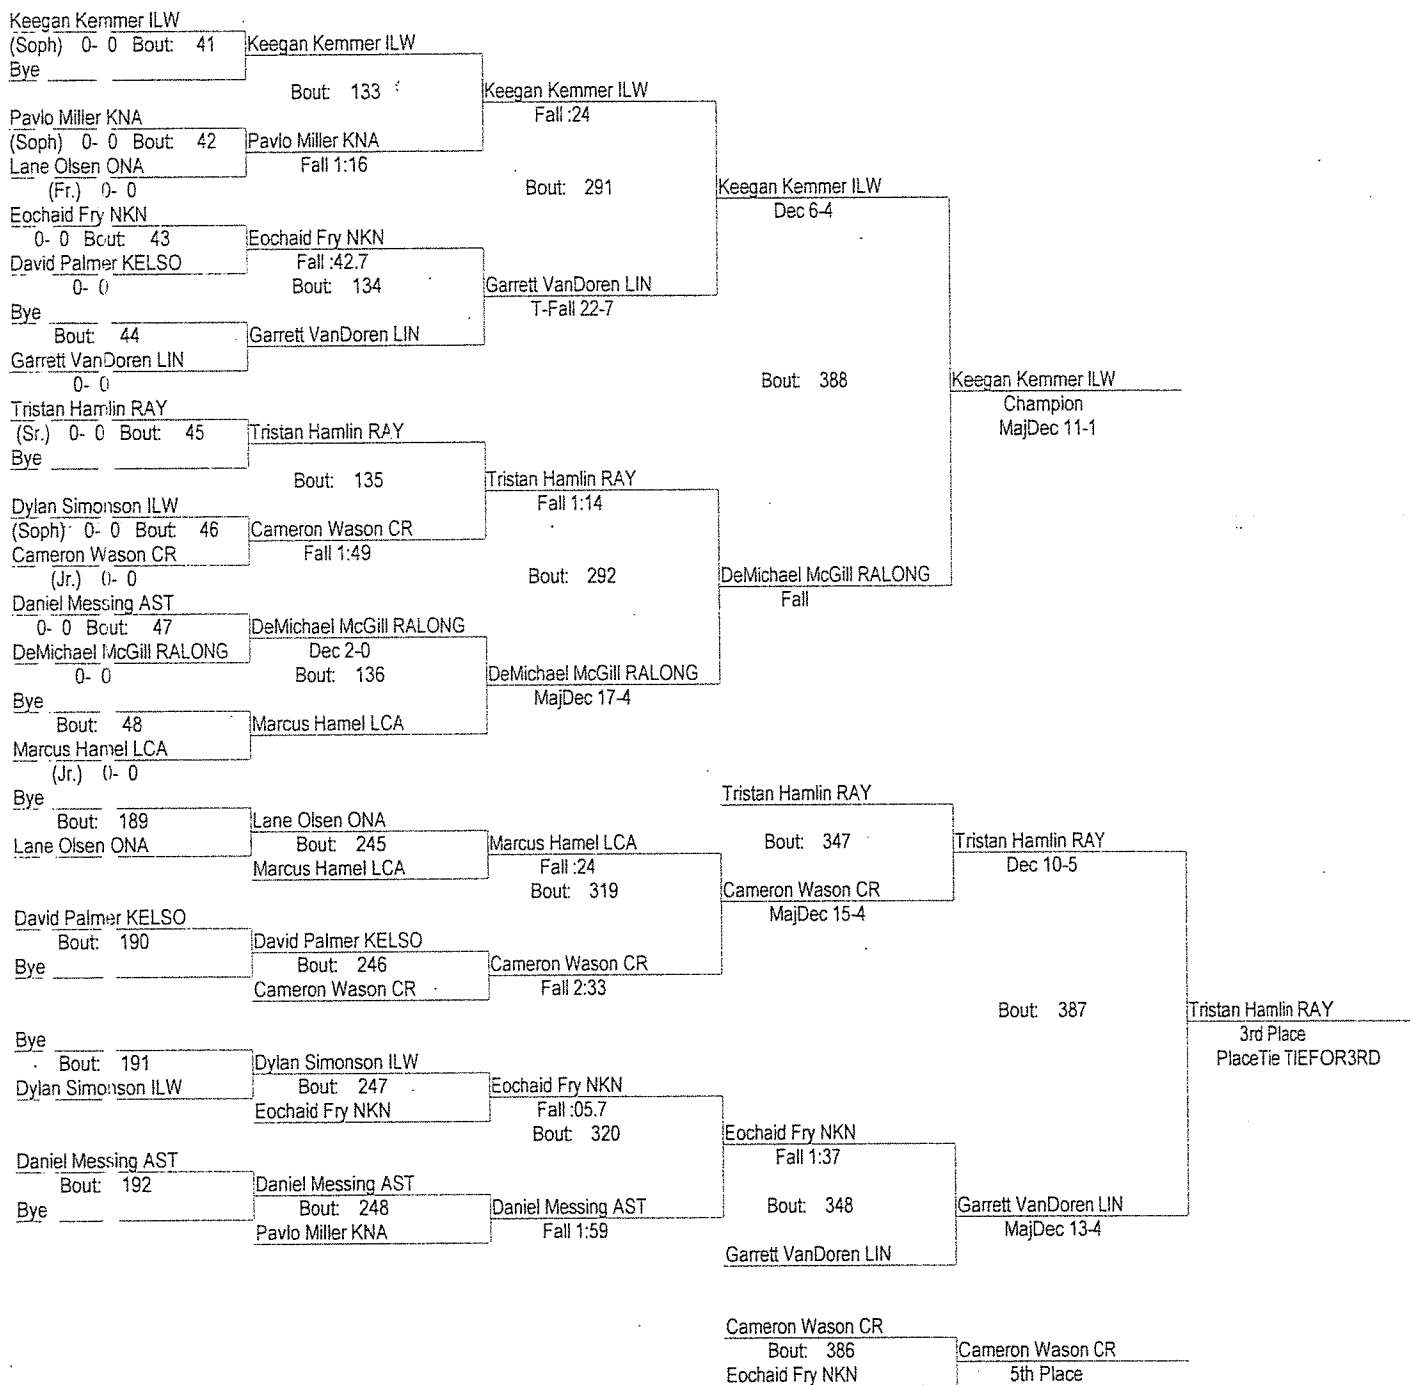 Keegan Kemmer ILW
(Soph) 0- 0 Bout: 41
Bye
Keegan Kemmer ILW
Bout: 133
Pavlo Miller KNA
(Soph) 0- 0 Bout: 42
Lane Olsen ONA
(Fr.) 0- 0
Pavlo Miller KNA
Fall 1:16
Keegan Kemmer ILW
Fall :24
Bout: 291
Eochaid Fry NKN
0- 0 Bout: 43
David Palmer KELSO
0- 0
Eochaid Fry NKN
Fall :42.7
Bout: 134
Bye
Bout: 44
Garrett VanDoren LIN
0- 0
Garrett VanDoren LIN
Garrett VanDoren LIN
T-Fall 22-7
Keegan Kemmer ILW
Dec 6-4
Bout: 388
Keegan Kemmer ILW
Champion
MajDec 11-1
Tristan Hamlin RAY
(Sr.) 0- 0 Bout: 45
Bye
Tristan Hamlin RAY
Bout: 135
Dylan Simonson ILW
(Soph) 0- 0 Bout: 46
Cameron Wason CR
(Jr.) 0- 0
Cameron Wason CR
Fall 1:49
Tristan Hamlin RAY
Fall 1:14
Bout: 292
Daniel Messing AST
0- 0 Bout: 47
DeMichael McGill RALONG
0- 0
DeMichael McGill RALONG
Dec 2-0
Bout: 136
Bye
Bout: 48
Marcus Hamel LCA
(Jr.) 0- 0
Marcus Hamel LCA
DeMichael McGill RALONG
MajDec 17-4
DeMichael McGill RALONG
Fall
Bye
Bout: 189
Lane Olsen ONA
Lane Olsen ONA
Bout: 245
Marcus Hamel LCA
Marcus Hamel LCA
Fall :24
Bout: 319
David Palmer KELSO
Bout: 190
Bye
David Palmer KELSO
Bout: 246
Cameron Wason CR
Cameron Wason CR
Fall 2:33
Tristan Hamlin RAY
Bout: 347
Cameron Wason CR
MajDec 15-4
Tristan Hamlin RAY
Dec 10-5
Bout: 387
Tristan Hamlin RAY
3rd Place
PlaceTie TIEFOR3RD
Bye
Bout: 191
Dylan Simonson ILW
Dylan Simonson ILW
Bout: 247
Eochaid Fry NKN
Eochaid Fry NKN
Fall :05.7
Bout: 320
Daniel Messing AST
Bout: 192
Bye
Daniel Messing AST
Bout: 248
Pavlo Miller KNA
Daniel Messing AST
Fall 1:59
Eochaid Fry NKN
Fall 1:37
Bout: 348
Garrett VanDoren LIN
Garrett VanDoren LIN
MajDec 13-4
Cameron Wason CR
Bout: 386
Eochaid Fry NKN
Cameron Wason CR
5th Place